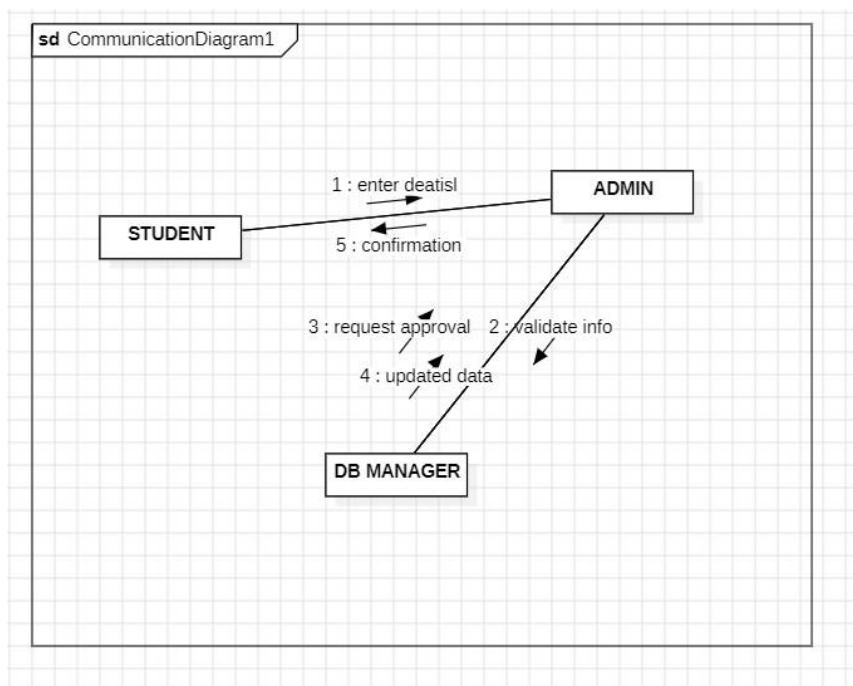 sd CommunicationDiagram1
1 : enter deatisl
ADMIN
STUDENT
5 : confirmation
3 : request approval
2 : validate info
4 : updated data
DB MANAGER